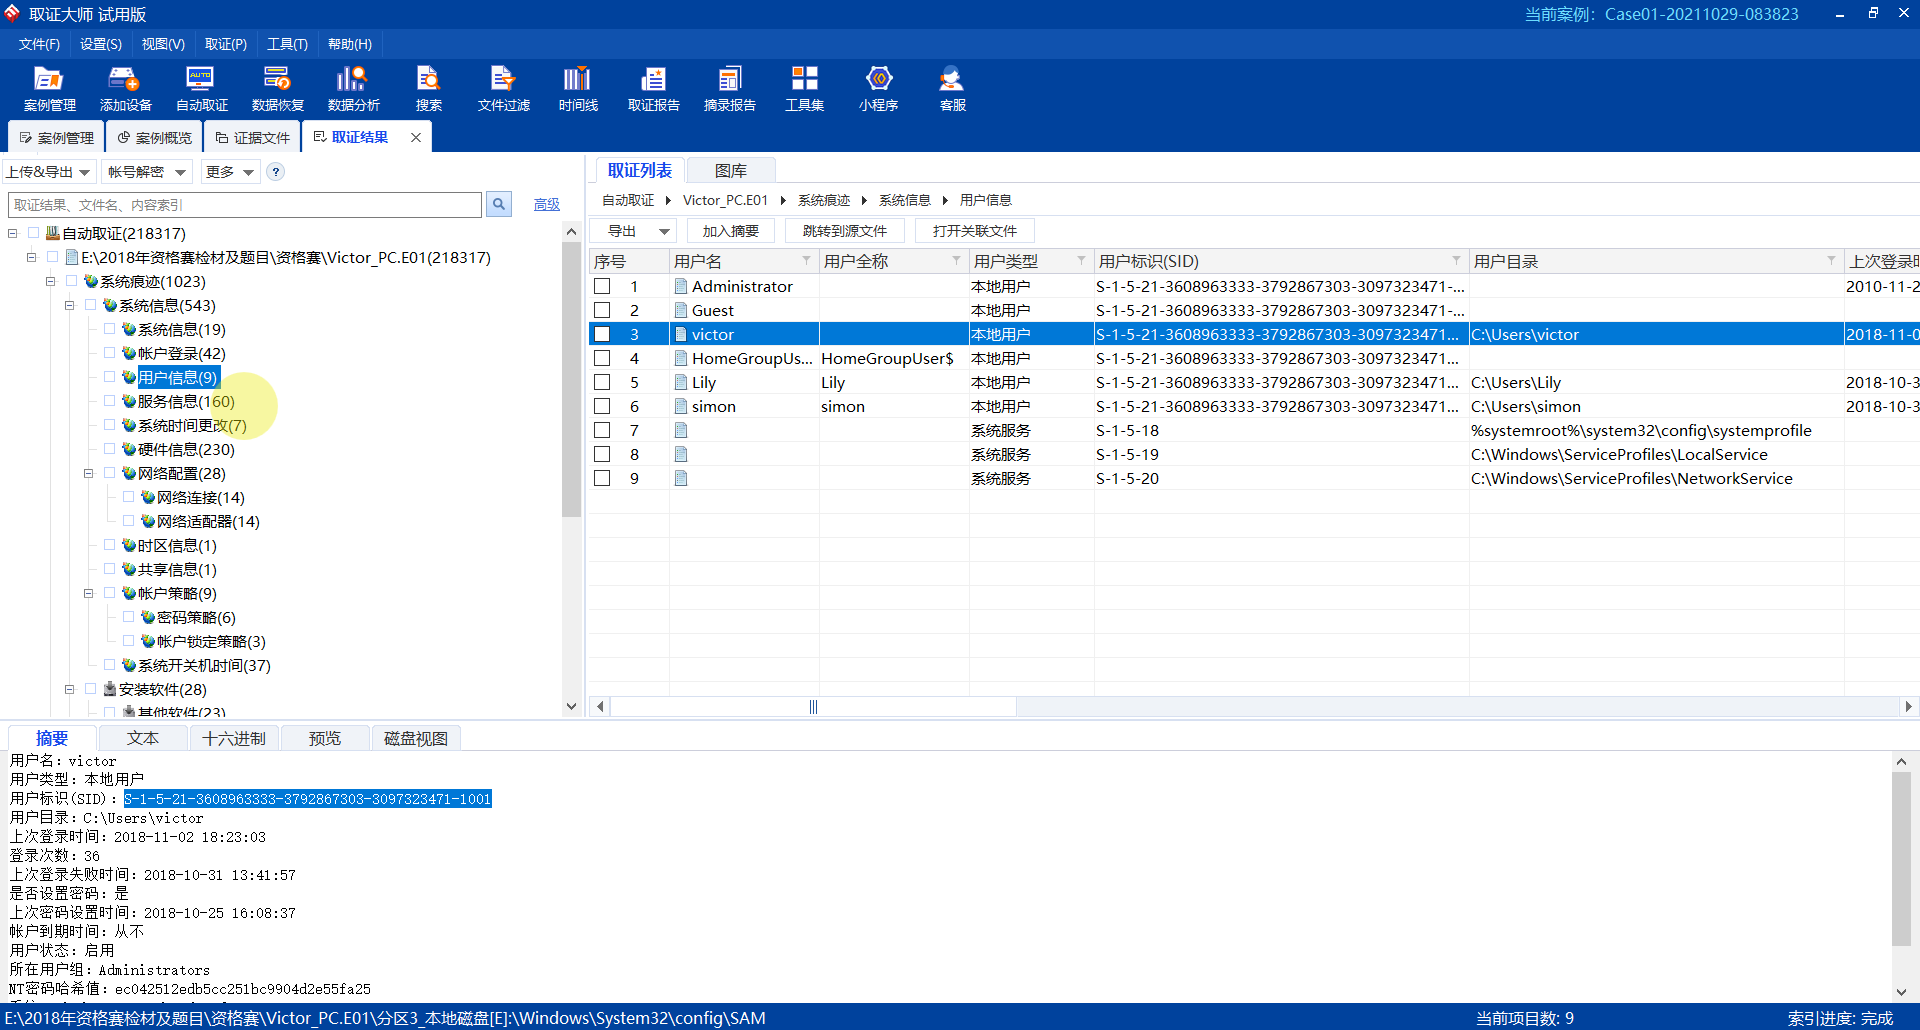 取证大师 试用版
当前案例：Case01-20211029-083823
文件(F) 设置(S) 视图(V) 取证(P) 工具(T) 帮助(H)
案例管理 添加设备 自动取证 数据恢复 数据分析 搜索 文件过滤 时间线 取证报告 摘录报告 工具集 小程序 客服
案例管理 案例概览 证据文件 取证结果
上传&导出 帐号解密 更多 ?
取证结果、文件名、内容索引 高级
自动取证(218317)
E:\2018年资格赛检材及题目\资格赛\Victor_PC.E01(218317)
系统痕迹(1023)
系统信息(543)
系统信息(19)
帐户登录(42)
用户信息(9)
服务信息(160)
系统时间更改(7)
硬件信息(230)
网络配置(28)
网络连接(14)
网络适配器(14)
时区信息(1)
共享信息(1)
帐户策略(9)
密码策略(6)
帐户锁定策略(3)
系统开关机时间(37)
安装软件(28)
其他软件(23)
取证列表 图库
自动取证 Victor_PC.E01 系统痕迹 系统信息 用户信息
导出 加入摘要 跳转到源文件 打开关联文件
序号 用户名 用户全称 用户类型 用户标识(SID) 用户目录 上次登录时
1 Administrator 本地用户 S-1-5-21-3608963333-3792867303-3097323471-... 2010-11-2
2 Guest 本地用户 S-1-5-21-3608963333-3792867303-3097323471-...
3 victor 本地用户 S-1-5-21-3608963333-3792867303-3097323471... C:\Users\victor 2018-11-0
4 HomeGroupUs... HomeGroupUser$ 本地用户 S-1-5-21-3608963333-3792867303-3097323471...
5 Lily Lily 本地用户 S-1-5-21-3608963333-3792867303-3097323471... C:\Users\Lily 2018-10-3
6 simon simon 本地用户 S-1-5-21-3608963333-3792867303-3097323471... C:\Users\simon 2018-10-3
7 系统服务 S-1-5-18 %systemroot%\system32\config\systemprofile
8 系统服务 S-1-5-19 C:\Windows\ServiceProfiles\LocalService
9 系统服务 S-1-5-20 C:\Windows\ServiceProfiles\NetworkService
摘要 文本 十六进制 预览 磁盘视图
用户名：victor
用户类型：本地用户
用户标识(SID)：S-1-5-21-3608963333-3792867303-3097323471-1001
用户目录：C:\Users\victor
上次登录时间：2018-11-02 18:23:03
登录次数：36
上次登录失败时间：2018-10-31 13:41:57
是否设置密码：是
上次密码设置时间：2018-10-25 16:08:37
帐户到期时间：从不
用户状态：启用
所在用户组：Administrators
NT密码哈希值：ec042512edb5cc251bc9904d2e55fa25
E:\2018年资格赛检材及题目\资格赛\Victor_PC.E01\分区3_本地磁盘[E]:\Windows\System32\config\SAM
当前项目数: 9
索引进度: 完成